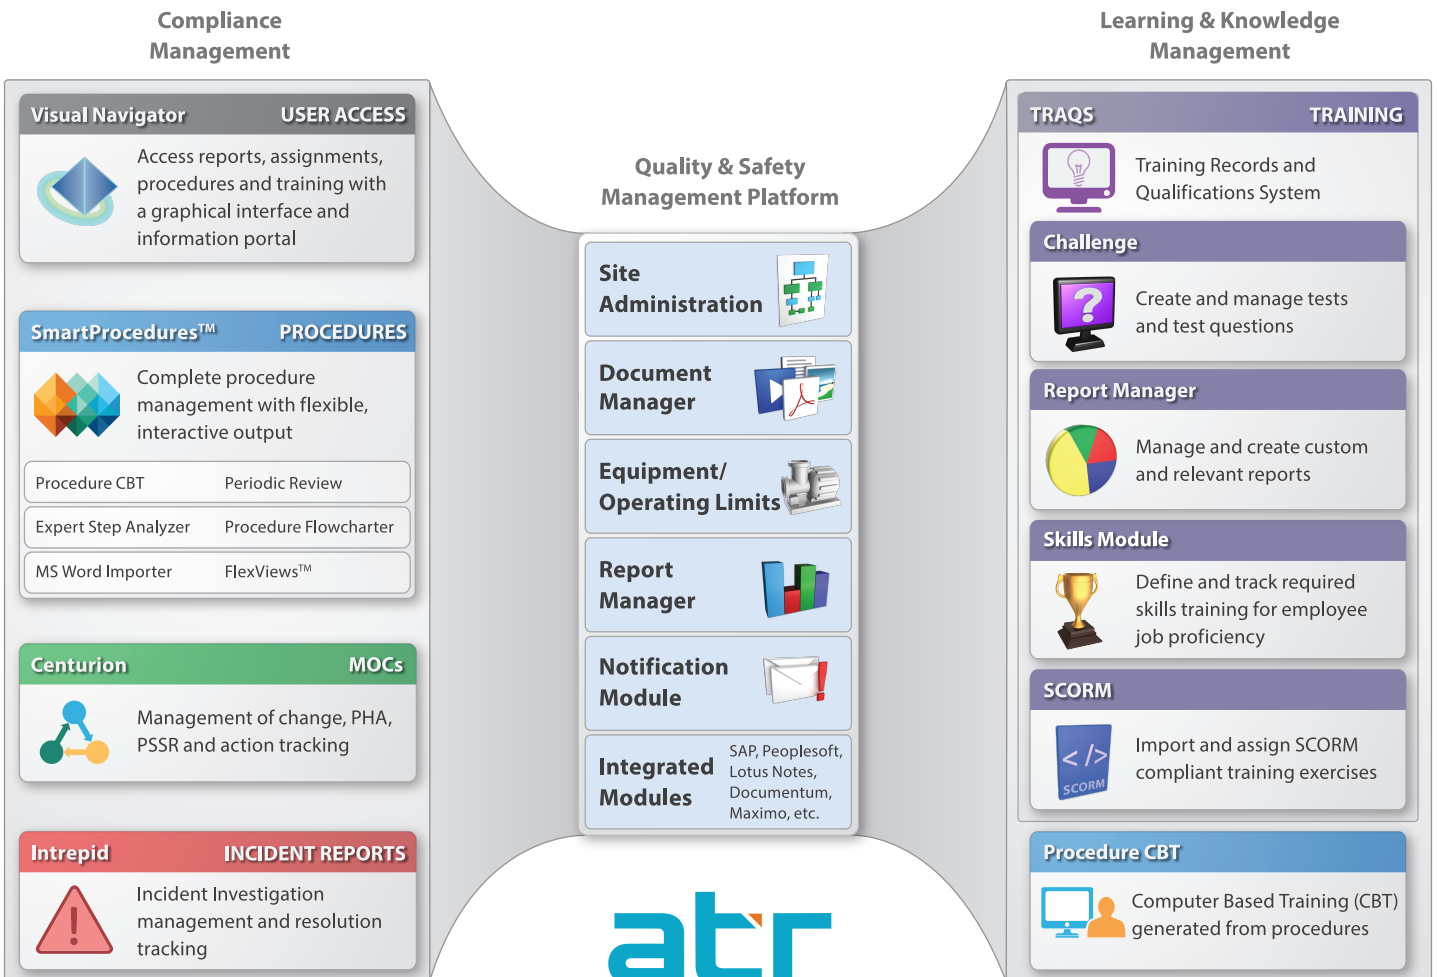 Compliance
Management
Visual Navigator USER ACCESS
Access reports, assignments,
procedures and training with
a graphical interface and
information portal
SmartProcedures™ PROCEDURES
Complete procedure
management with flexible,
interactive output
Procedure CBT Periodic Review
Expert Step Analyzer Procedure Flowcharter
MS Word Importer FlexViews™
Centurion MOCs
Management of change, PHA,
PSSR and action tracking
Intrepid INCIDENT REPORTS
Incident Investigation
management and resolution
tracking
Quality & Safety
Management Platform
Site
Administration
Document
Manager
Equipment/
Operating Limits
Report
Manager
Notification
Module
Integrated
Modules
SAP, Peoplesoft,
Lotus Notes,
Documentum,
Maximo, etc.
atr
Learning & Knowledge
Management
TRAQS TRAINING
Training Records and
Qualifications System
Challenge
?
Create and manage tests
and test questions
Report Manager
Manage and create custom
and relevant reports
Skills Module
Define and track required
skills training for employee
job proficiency
SCORM
</>
SCORM
Import and assign SCORM
compliant training exercises
Procedure CBT
Computer Based Training (CBT)
generated from procedures